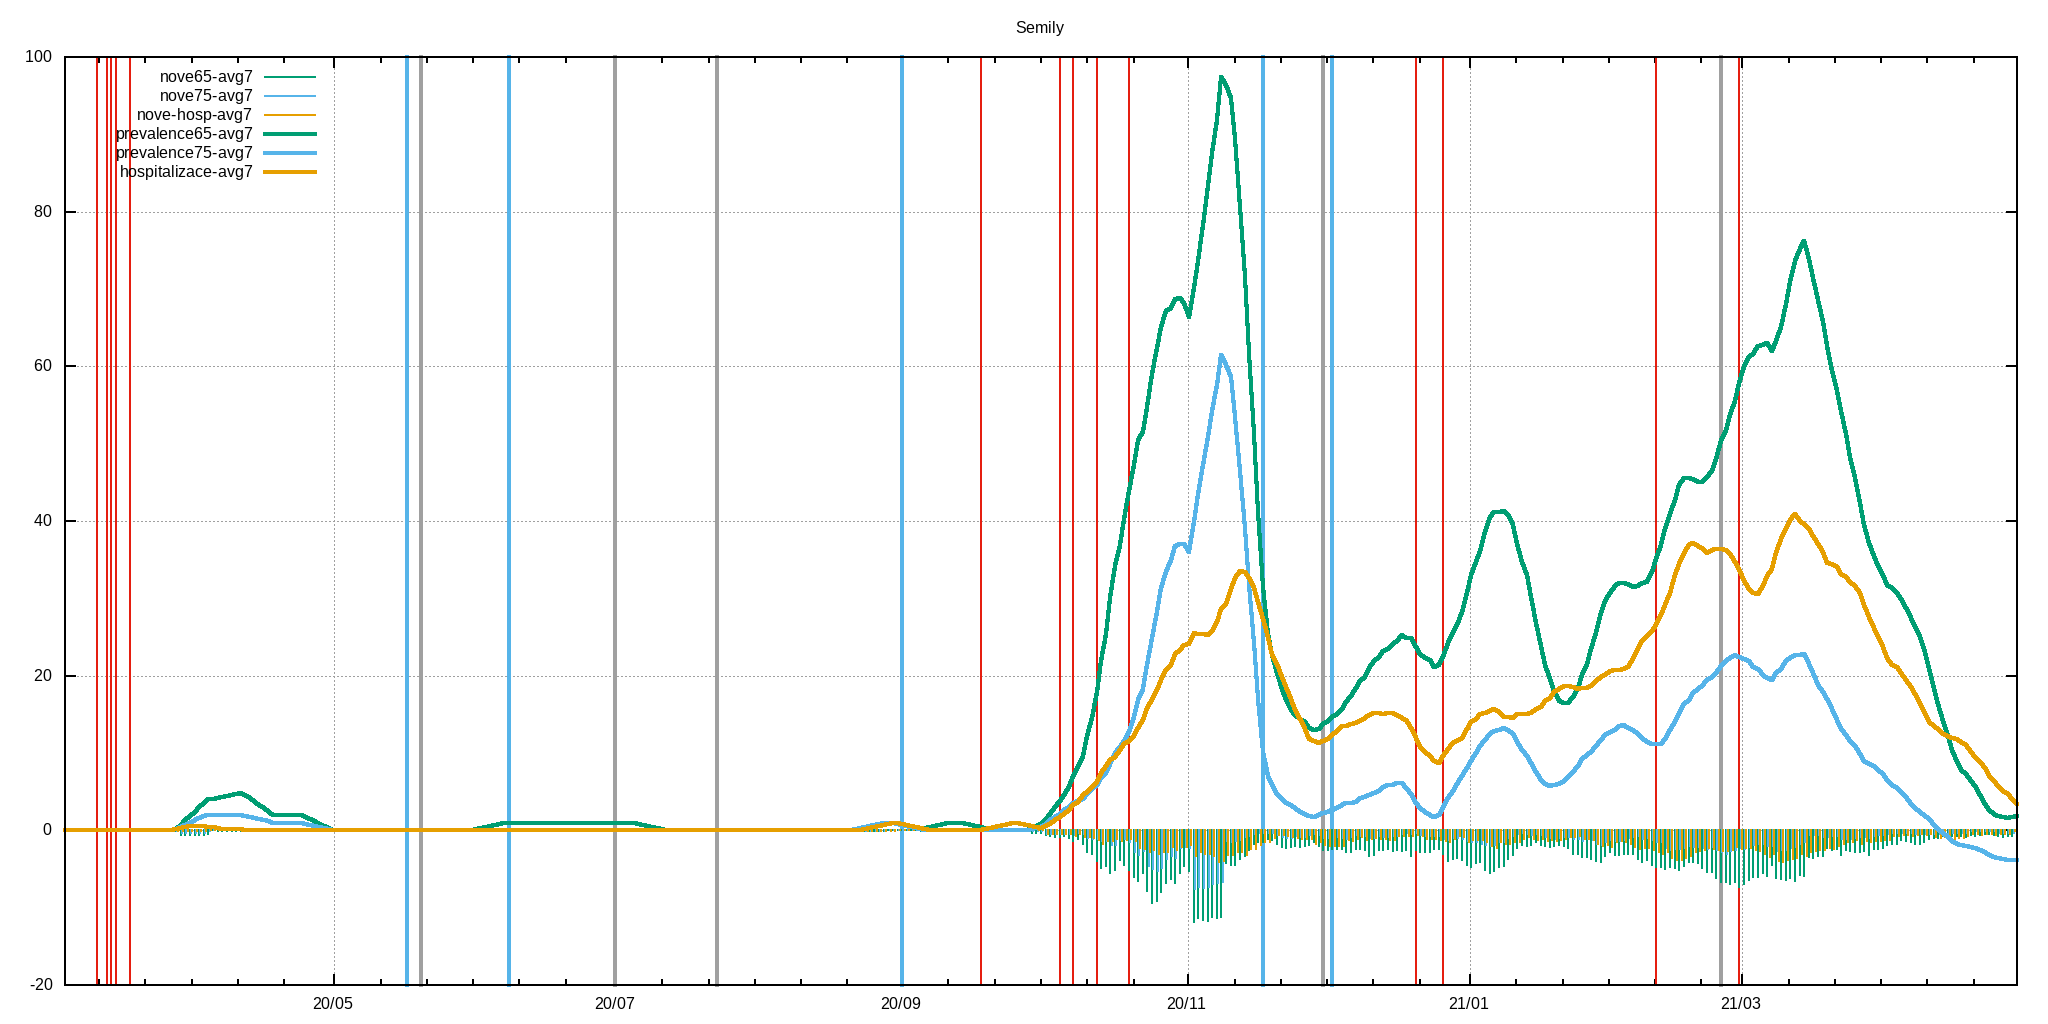 Semily
100
nove65-avg7
nove75-avg7
nove-hosp-avg7
prevalence65-avg7
prevalence75-avg7
hospitalizace-avg7
80
60
40
20
0
-20
20/05 20/07 20/09 20/11 21/01 21/03